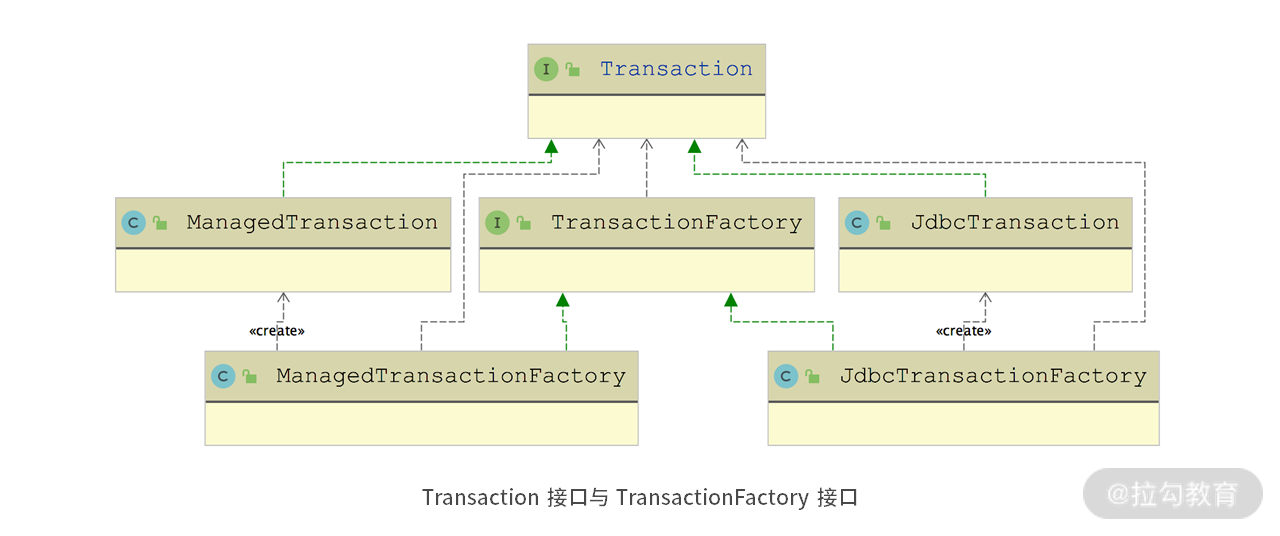 I Transaction
C ManagedTransaction
I TransactionFactory
C JdbcTransaction
«create»
«create»
C ManagedTransactionFactory
C JdbcTransactionFactory
Transaction 接口与 TransactionFactory 接口
@拉勾教育